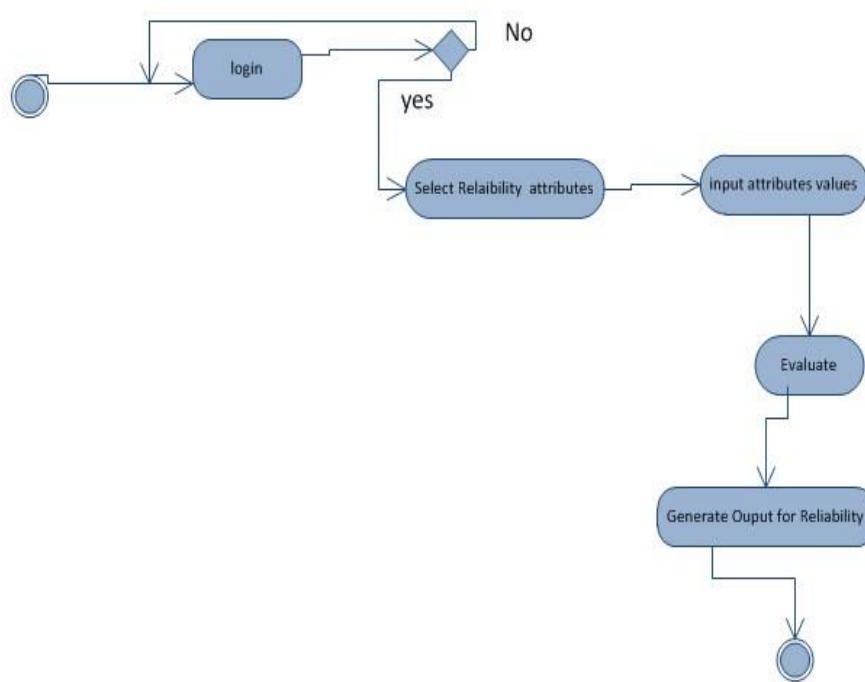 No
login
yes
Select Relaibility attributes
input attributes values
Evaluate
Generate Ouput for Reliability